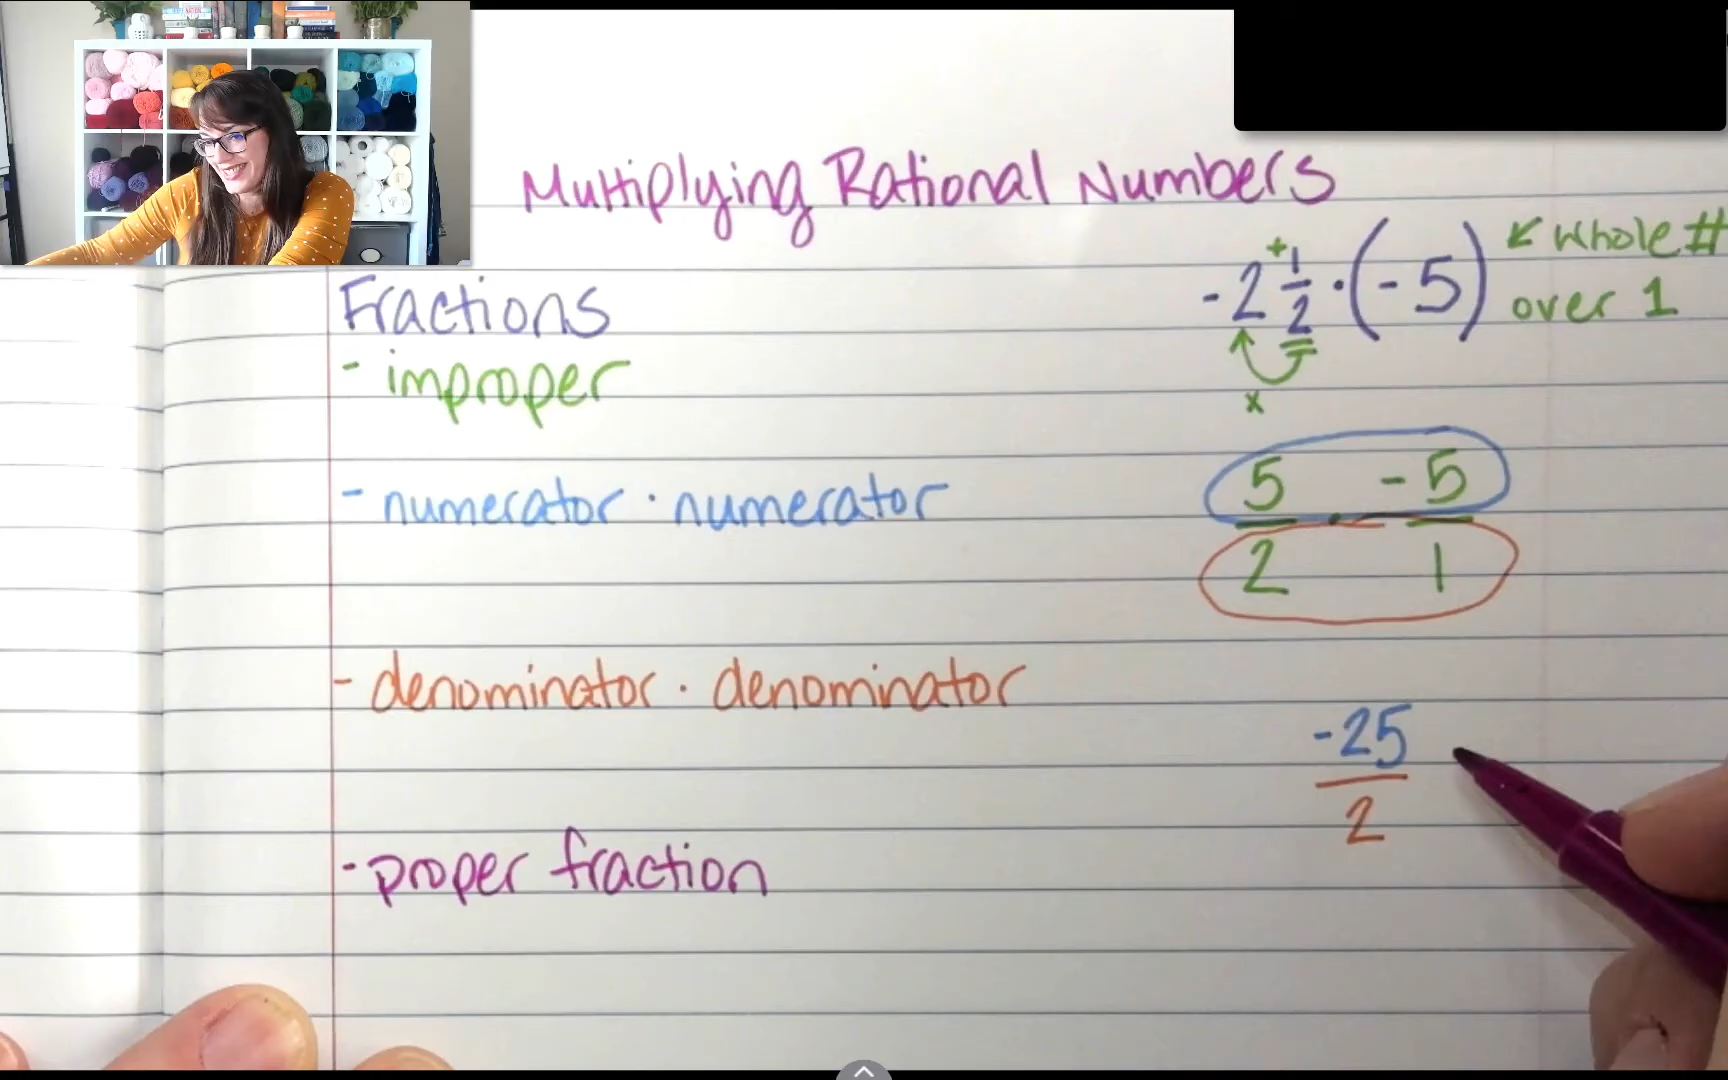 Multiplying Rational Numbers
Fractions
- improper
- numerator · numerator
- denominator · denominator
- proper fraction
-2 + 1/2 · (-5) ↙ Whole #
over 1
x
5/2 · -5/1
-25/2